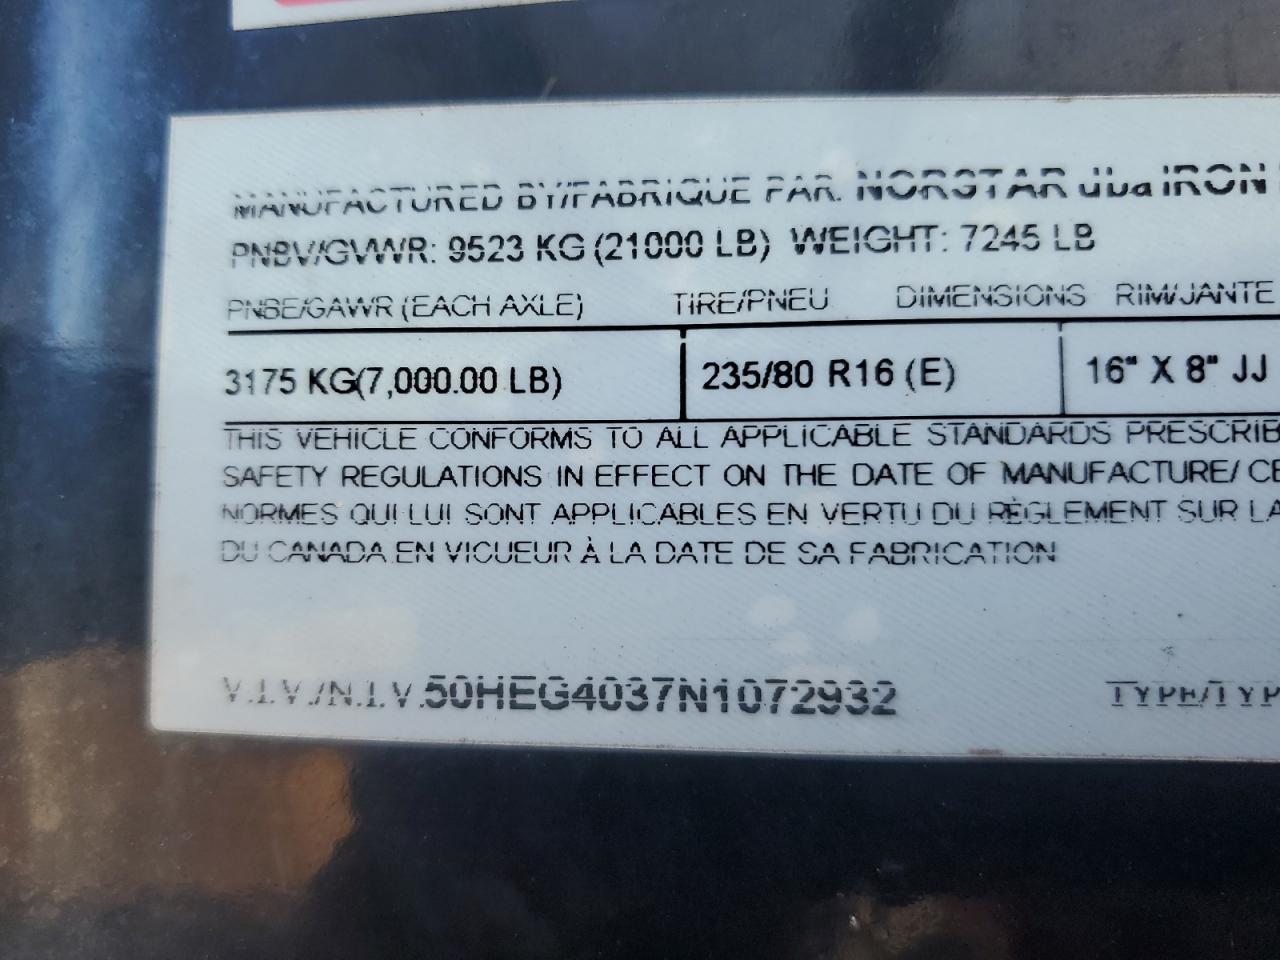 MANUFACTURED BY/FABRIQUE PAR: NORSTAR dba IRON
PNBV/GVWR: 9523 KG (21000 LB) WEIGHT: 7245 LB
PNBE/GAWR (EACH AXLE) TIRE/PNEU DIMENSIONS RIM/JANTE
3175 KG(7,000.00 LB) 235/80 R16 (E) 16" X 8" JJ
THIS VEHICLE CONFORMS TO ALL APPLICABLE STANDARDS PRESCRIB
SAFETY REGULATIONS IN EFFECT ON THE DATE OF MANUFACTURE/ CE
NORMES QUI LUI SONT APPLICABLES EN VERTU DU RÈGLEMENT SUR LA
DU CANADA EN VIGUEUR À LA DATE DE SA FABRICATION
V.I.V./N.I.V.50HEG4037N1072932 TYPE/TYP